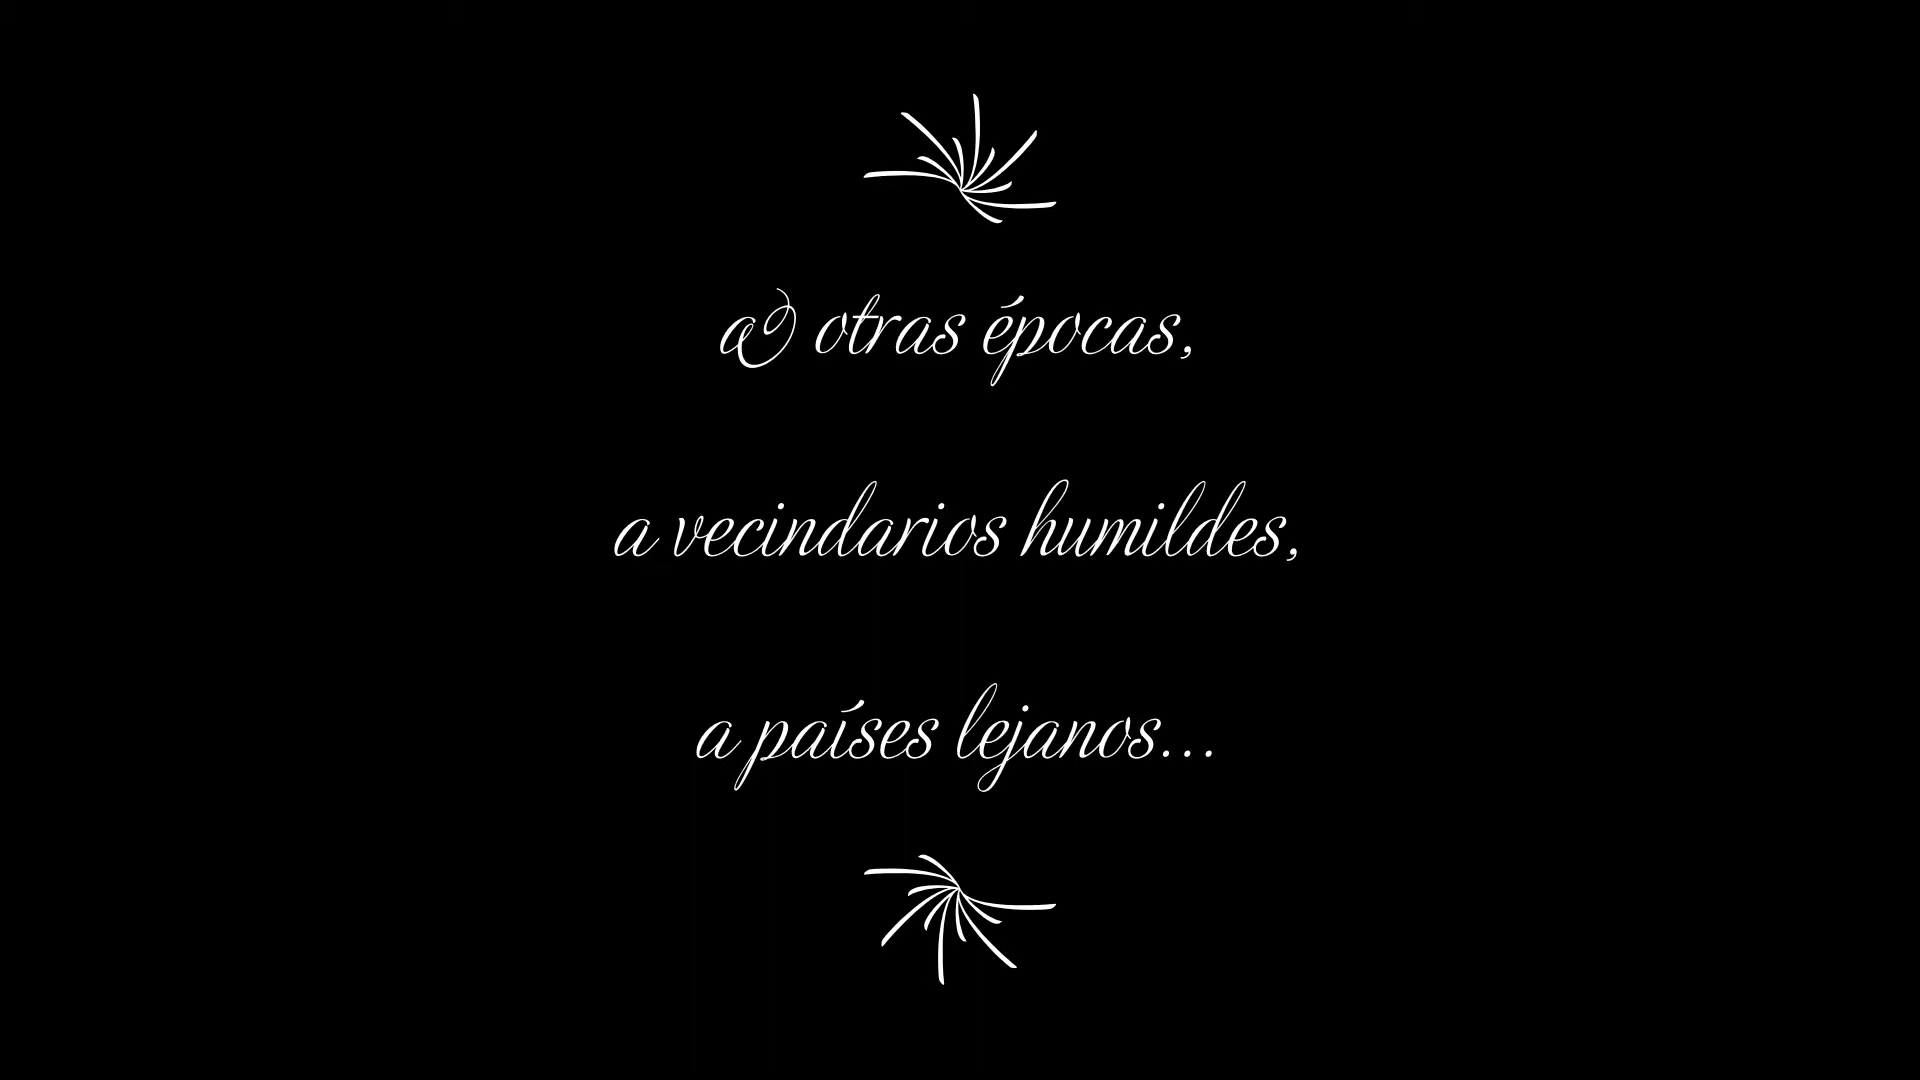 a otras épocas,
a vecindarios humildes,
a países lejanos...